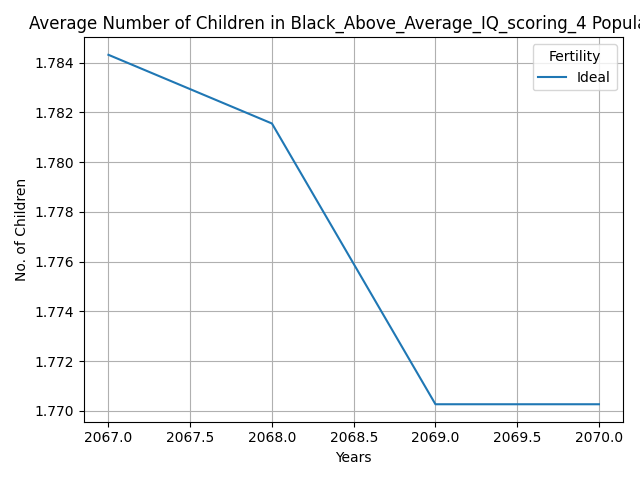 Average Number of Children in Black_Above_Average_IQ_scoring_4
Fertility
Ideal
No. of Children
1.784
1.782
1.780
1.778
1.776
1.774
1.772
1.770
2067.0 2067.5 2068.0 2068.5 2069.0 2069.5 2070.0
Years